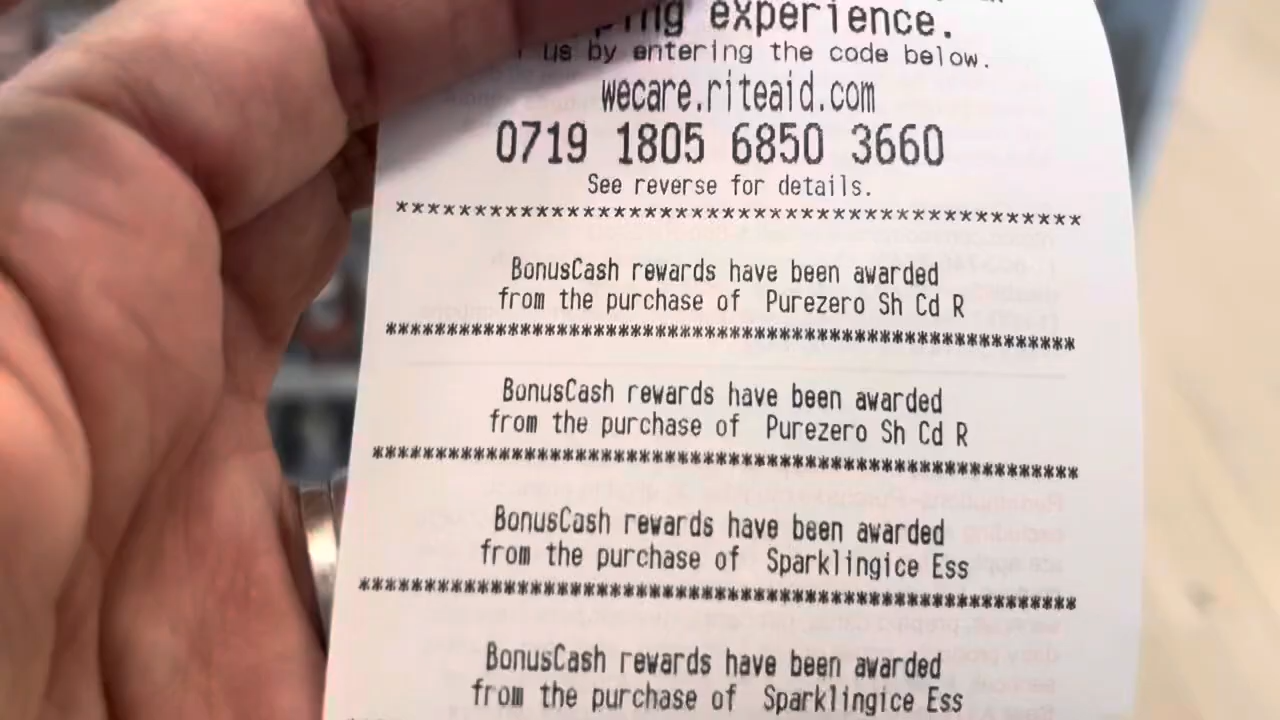 experience.
us by entering the code below.
wecare.riteaid.com
0719 1805 6850 3660
See reverse for details.
********************************************
BonusCash rewards have been awarded
from the purchase of Purezero Sh Cd R
********************************************************
BonusCash rewards have been awarded
from the purchase of Purezero Sh Cd R
********************************************************
BonusCash rewards have been awarded
from the purchase of Sparklingice Ess
********************************************************
BonusCash rewards have been awarded
from the purchase of Sparklingice Ess